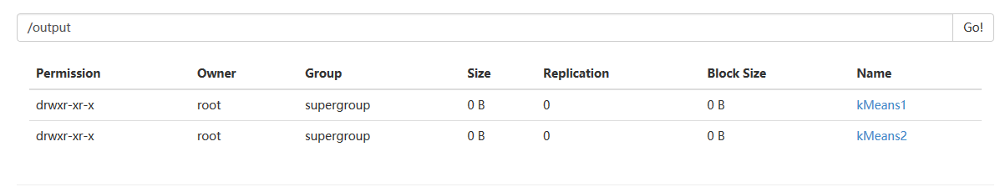 /output Go!
Permission Owner Group Size Replication Block Size Name
drwxr-xr-x root supergroup 0 B 0 0 B kMeans1
drwxr-xr-x root supergroup 0 B 0 0 B kMeans2